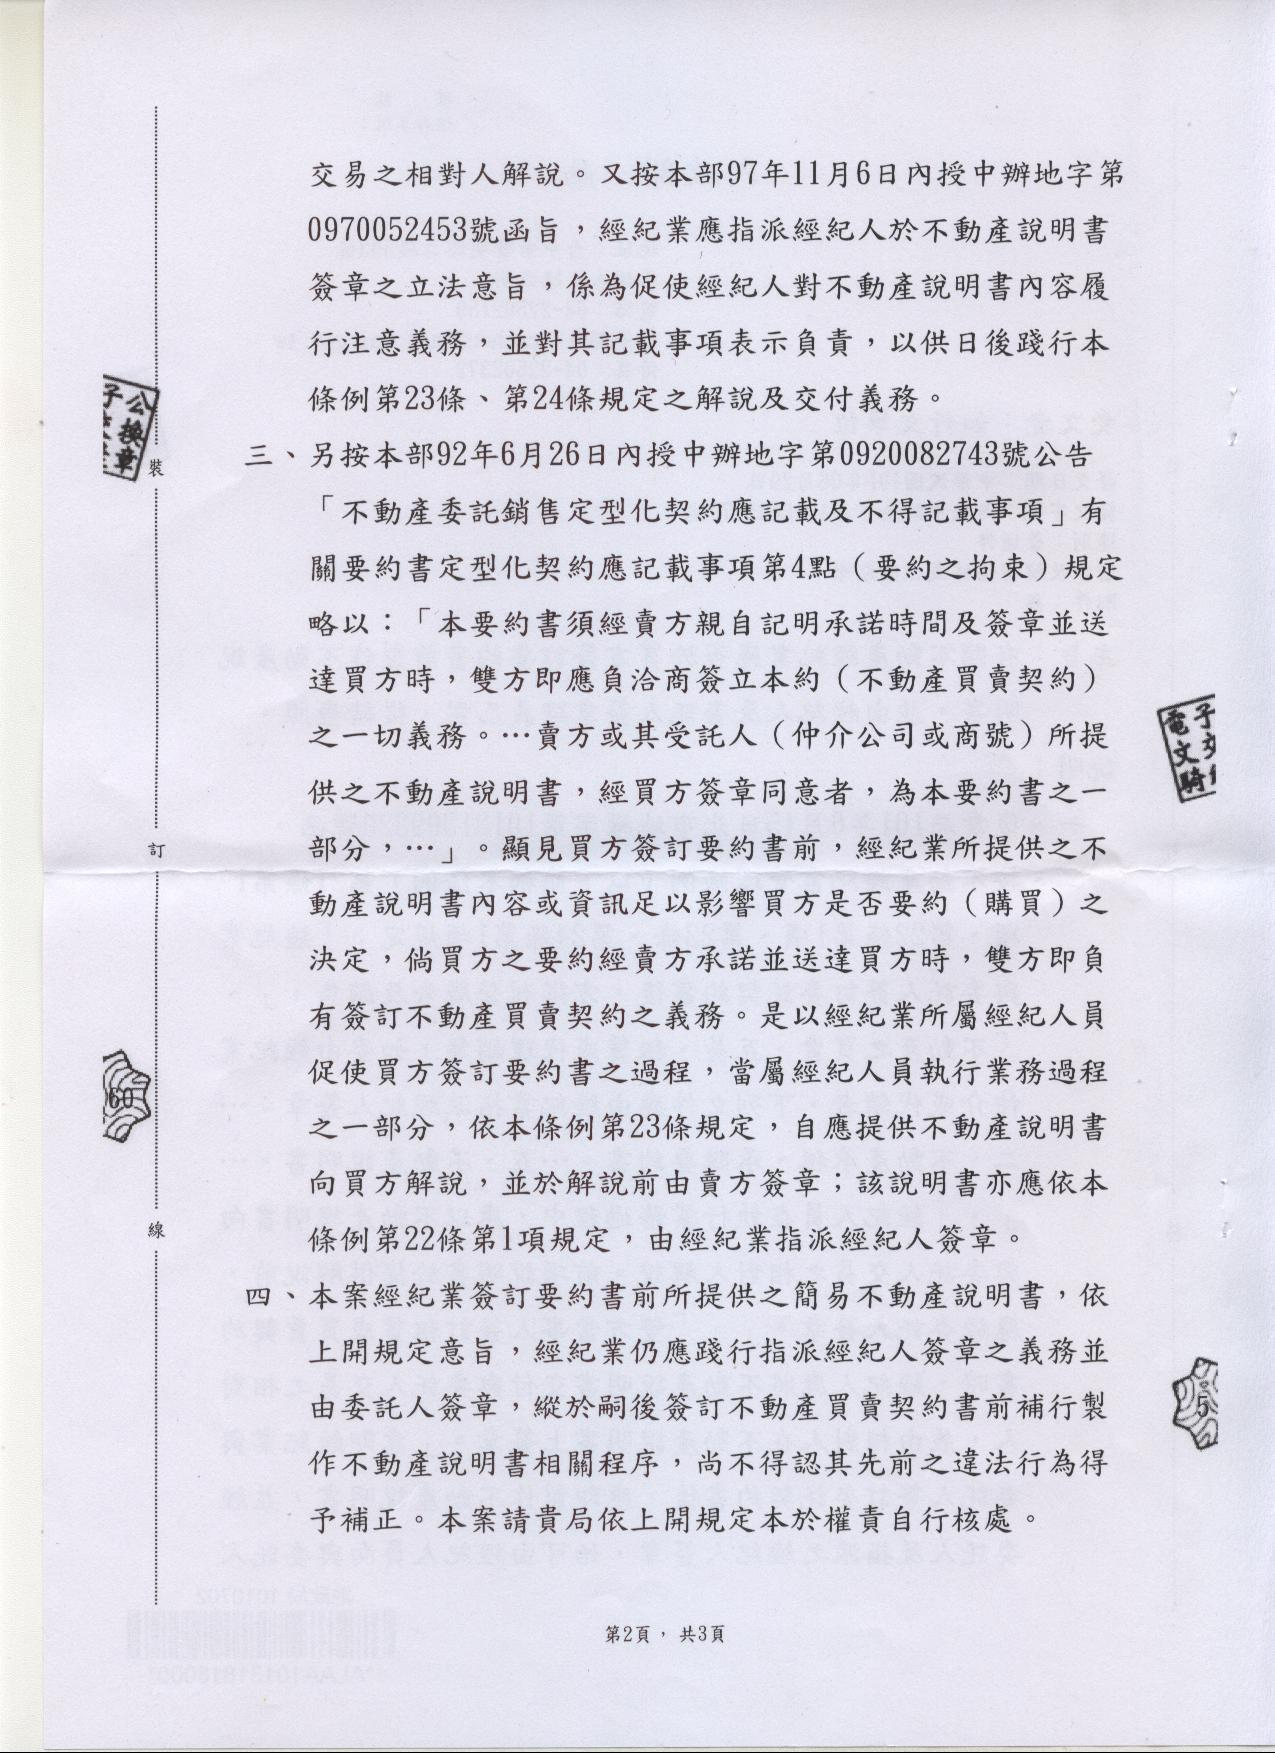 交易之相對人解說。又按本部97年11月6日內授中辦地字第
0970052453號函旨,經紀業應指派經紀人於不動產說明書
簽章之立法意旨,係為促使經紀人對不動產說明書內容履
行注意義務,並對其記載事項表示負責,以供日後踐行本
條例第23條、第24條規定之解說及交付義務。
三、另按本部92年6月26日內授中辦地字第0920082743號公告
「不動產委託銷售定型化契約應記載及不得記載事項」有
關要約書定型化契約應記載事項第4點(要約之拘束)規定
略以:「本要約書須經賣方親自記明承諾時間及簽章並送
達買方時,雙方即應負洽商簽立本約(不動產買賣契約)
之一切義務。…賣方或其受託人(仲介公司或商號)所提
供之不動產說明書,經買方簽章同意者,為本要約書之一
部分,…」。顯見買方簽訂要約書前,經紀業所提供之不
動產說明書內容或資訊足以影響買方是否要約(購買)之
決定,倘買方之要約經賣方承諾並送達買方時,雙方即負
有簽訂不動產買賣契約之義務。是以經紀業所屬經紀人員
促使買方簽訂要約書之過程,當屬經紀人員執行業務過程
之一部分,依本條例第23條規定,自應提供不動產說明書
向買方解說,並於解說前由賣方簽章;該說明書亦應依本
條例第22條第1項規定,由經紀業指派經紀人簽章。
四、本案經紀業簽訂要約書前所提供之簡易不動產說明書,依
上開規定意旨,經紀業仍應踐行指派經紀人簽章之義務並
由委託人簽章,縱於嗣後簽訂不動產買賣契約書前補行製
作不動產說明書相關程序,尚不得認其先前之違法行為得
予補正。本案請貴局依上開規定本於權責自行核處。
第2頁,共3頁
裝
訂
線
子公
換
章
電子
文交
騎
60
5